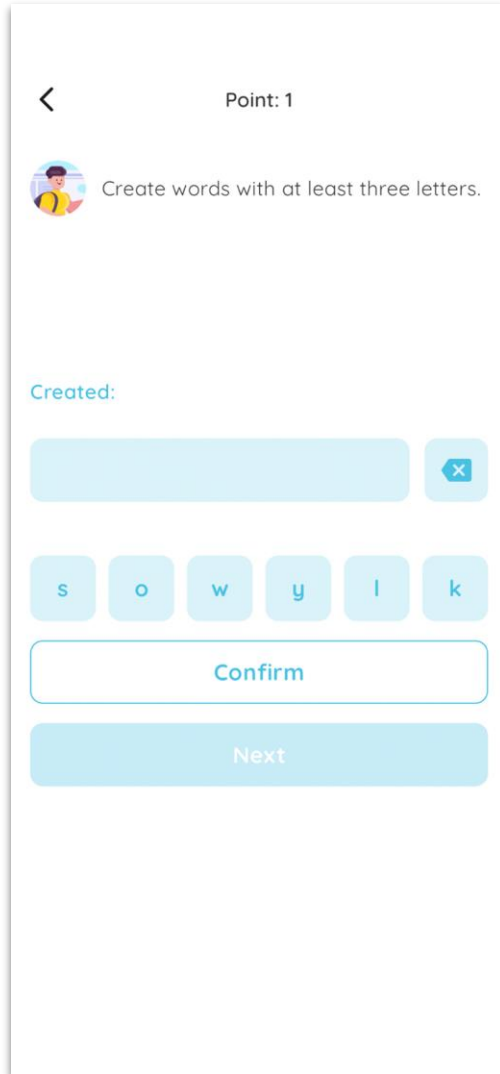 Point: 1
Create words with at least three letters.
Created:
s o w y l k
Confirm
Next